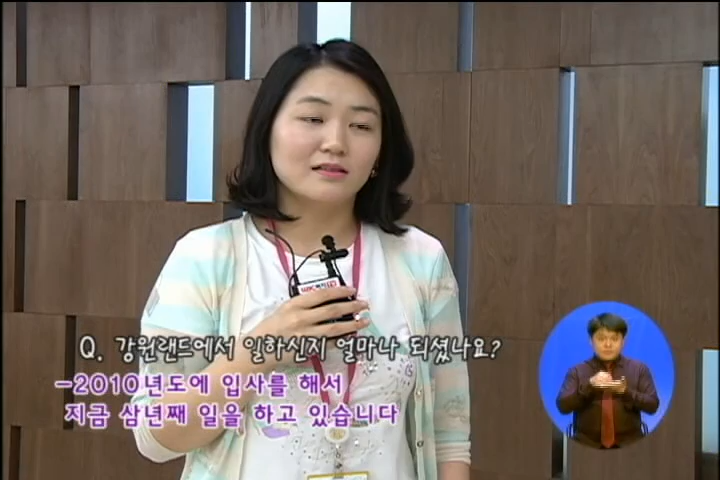 Q. 강원랜드에서 일하신지 얼마나 되셨나요?
-2010년도에 입사를 해서
지금 삼년째 일을 하고 있습니다